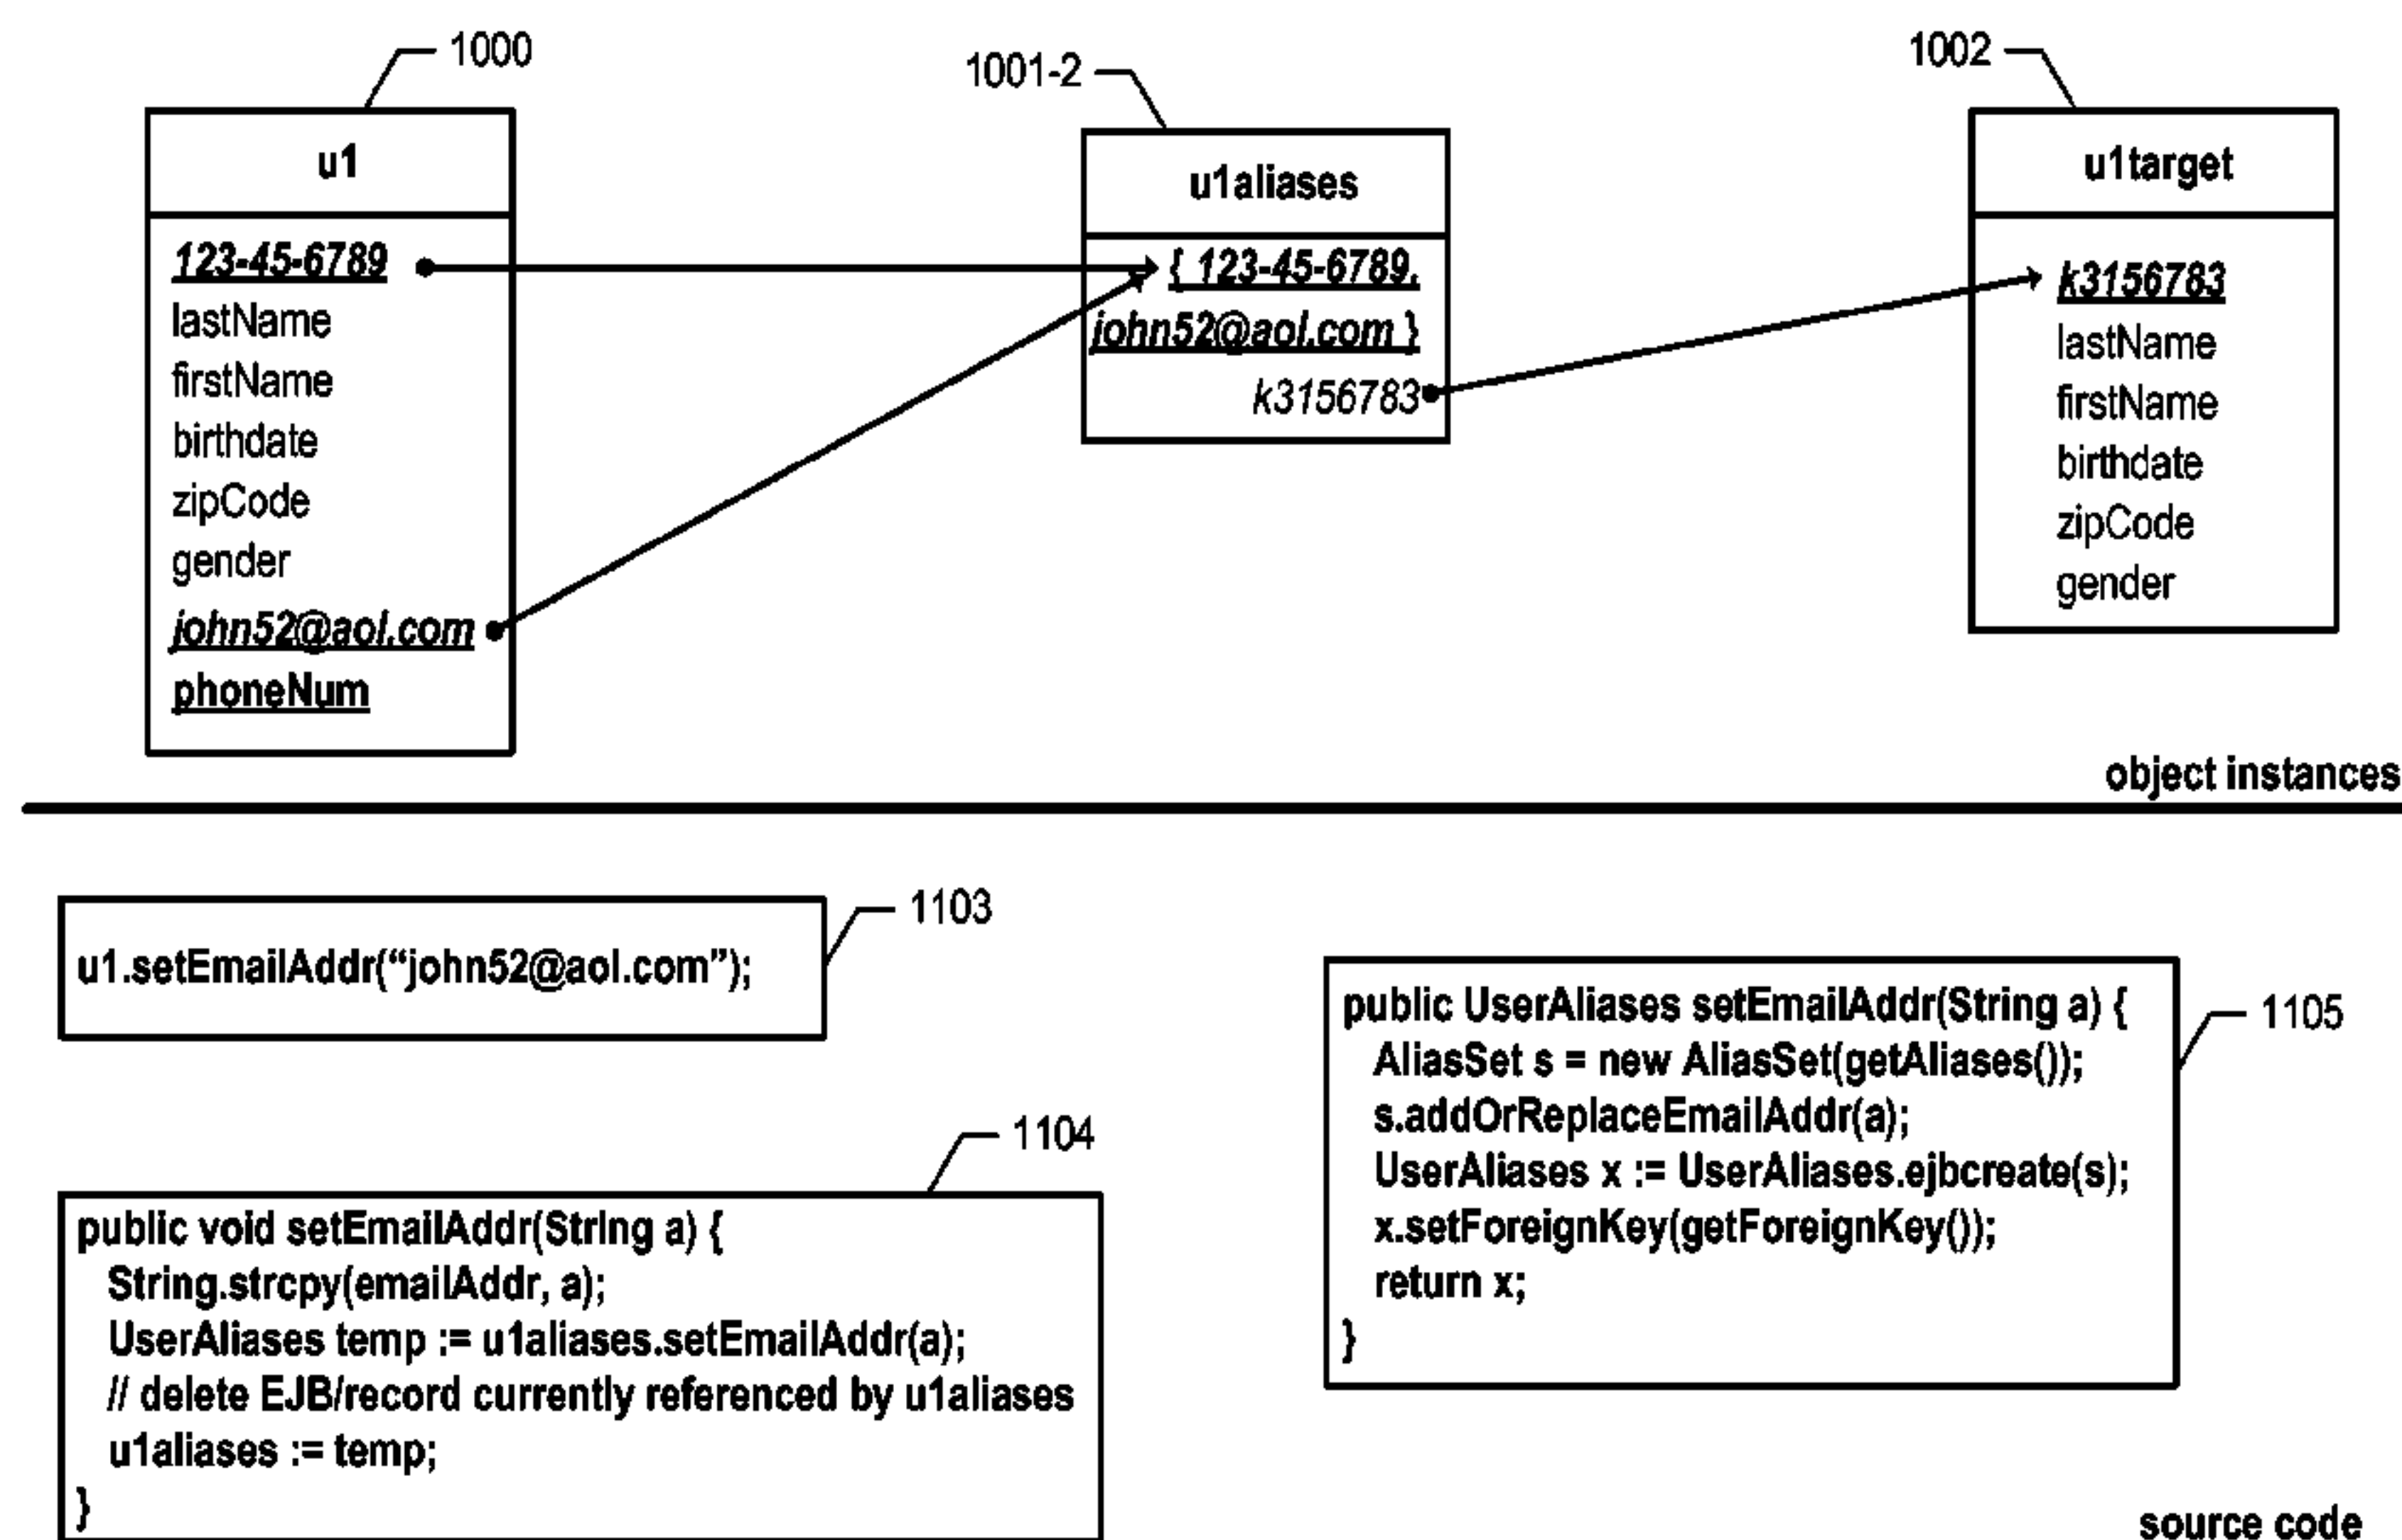 1000
1001-2
1002
u1
123-45-6789
lastName
firstName
birthdate
zipCode
gender
john52@aol.com
phoneNum
u1aliases
{ 123-45-6789,
john52@aol.com }
k3156783
u1target
k3156783
lastName
firstName
birthdate
zipCode
gender
object instances
1103
u1.setEmailAddr(“john52@aol.com”);
1104
public void setEmailAddr(String a) {
String.strcpy(emailAddr, a);
UserAliases temp := u1aliases.setEmailAddr(a);
// delete EJB/record currently referenced by u1aliases
u1aliases := temp;
}
1105
public UserAliases setEmailAddr(String a) {
AliasSet s = new AliasSet(getAliases());
s.addOrReplaceEmailAddr(a);
UserAliases x := UserAliases.ejbcreate(s);
x.setForeignKey(getForeignKey());
return x;
}
source code